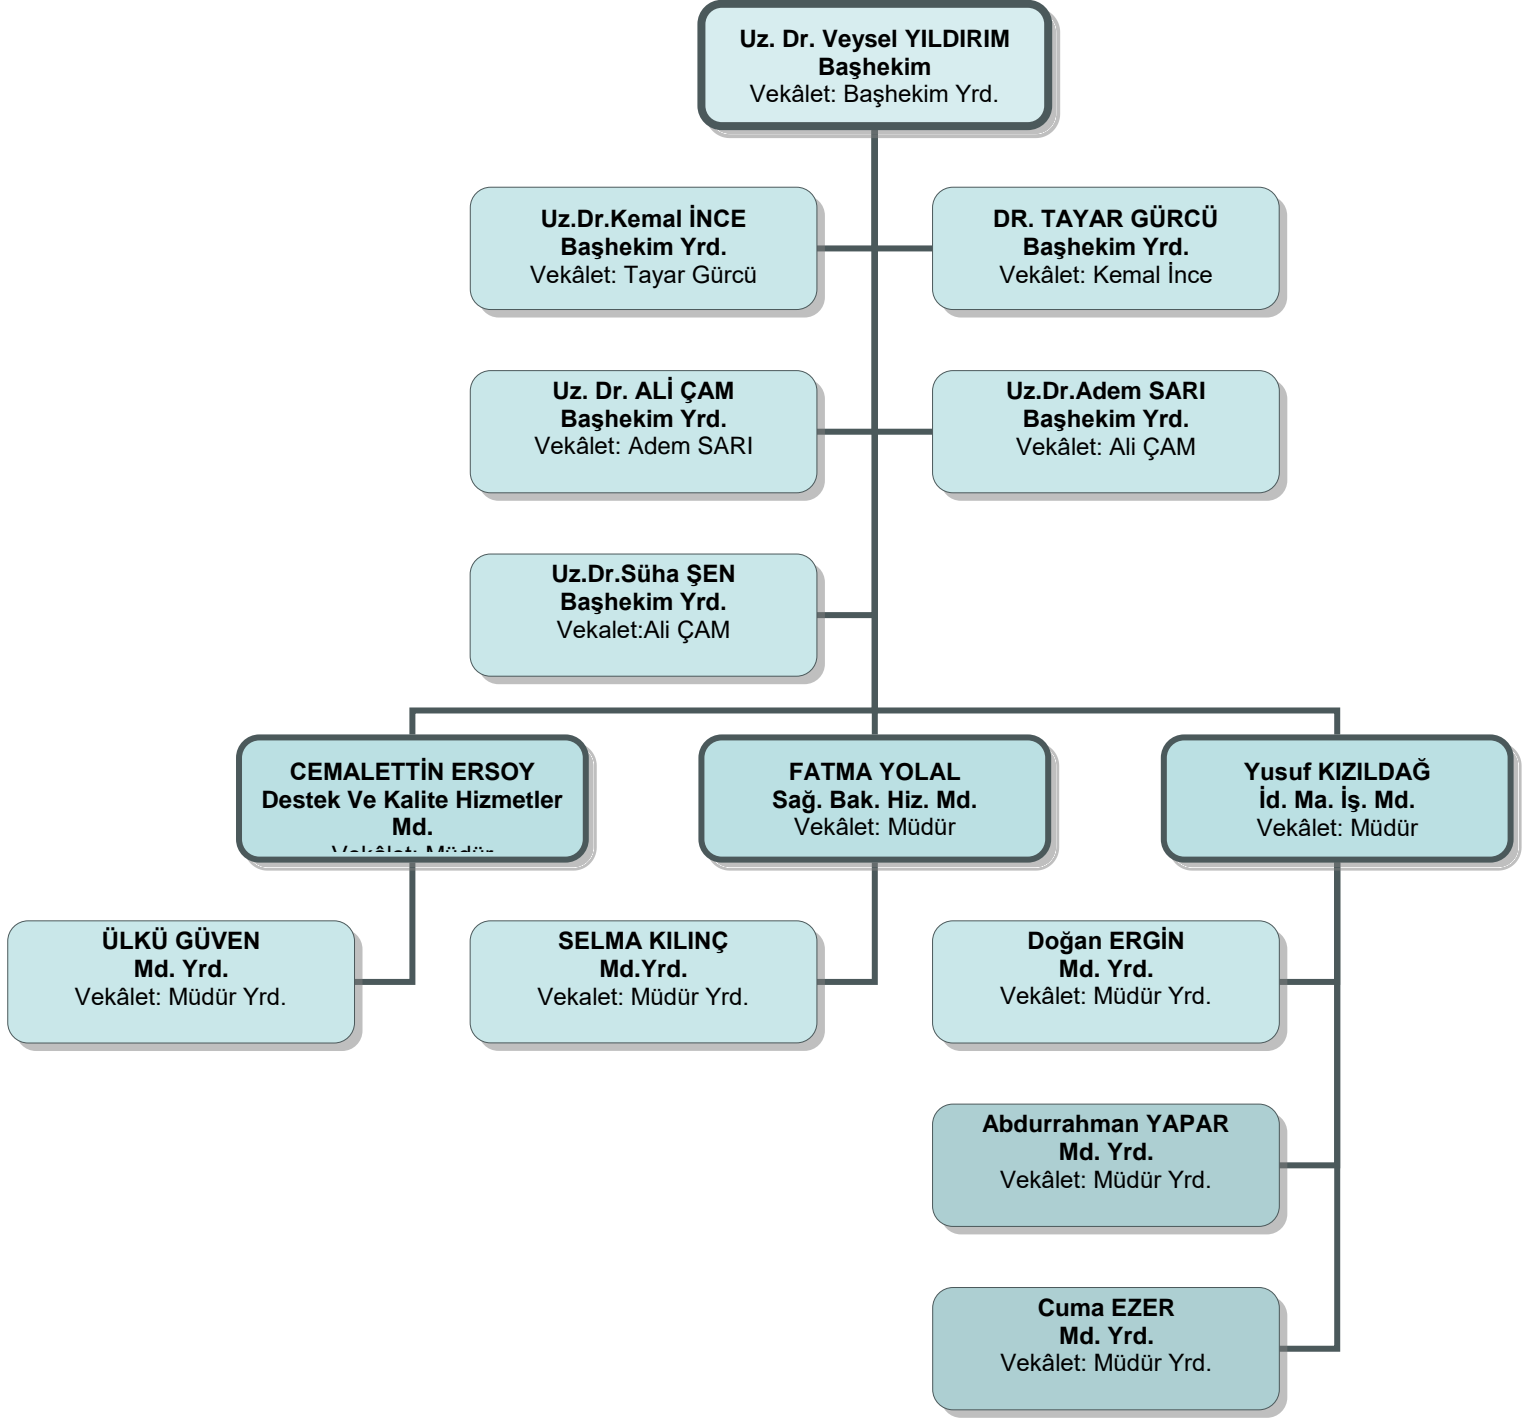 Uz. Dr. Veysel YILDIRIM
Başhekim
Vekâlet: Başhekim Yrd.
Uz.Dr.Kemal İNCE
Başhekim Yrd.
Vekâlet: Tayar Gürcü
DR. TAYAR GÜRCÜ
Başhekim Yrd.
Vekâlet: Kemal İnce
Uz. Dr. ALİ ÇAM
Başhekim Yrd.
Vekâlet: Adem SARI
Uz.Dr.Adem SARI
Başhekim Yrd.
Vekâlet: Ali ÇAM
Uz.Dr.Süha ŞEN
Başhekim Yrd.
Vekalet:Ali ÇAM
CEMALETTİN ERSOY
Destek Ve Kalite Hizmetler
Md.
Vekâlet: Müdür
FATMA YOLAL
Sağ. Bak. Hiz. Md.
Vekâlet: Müdür
Yusuf KIZILDAĞ
İd. Ma. İş. Md.
Vekâlet: Müdür
ÜLKÜ GÜVEN
Md. Yrd.
Vekâlet: Müdür Yrd.
SELMA KILINÇ
Md.Yrd.
Vekalet: Müdür Yrd.
Doğan ERGİN
Md. Yrd.
Vekâlet: Müdür Yrd.
Abdurrahman YAPAR
Md. Yrd.
Vekâlet: Müdür Yrd.
Cuma EZER
Md. Yrd.
Vekâlet: Müdür Yrd.